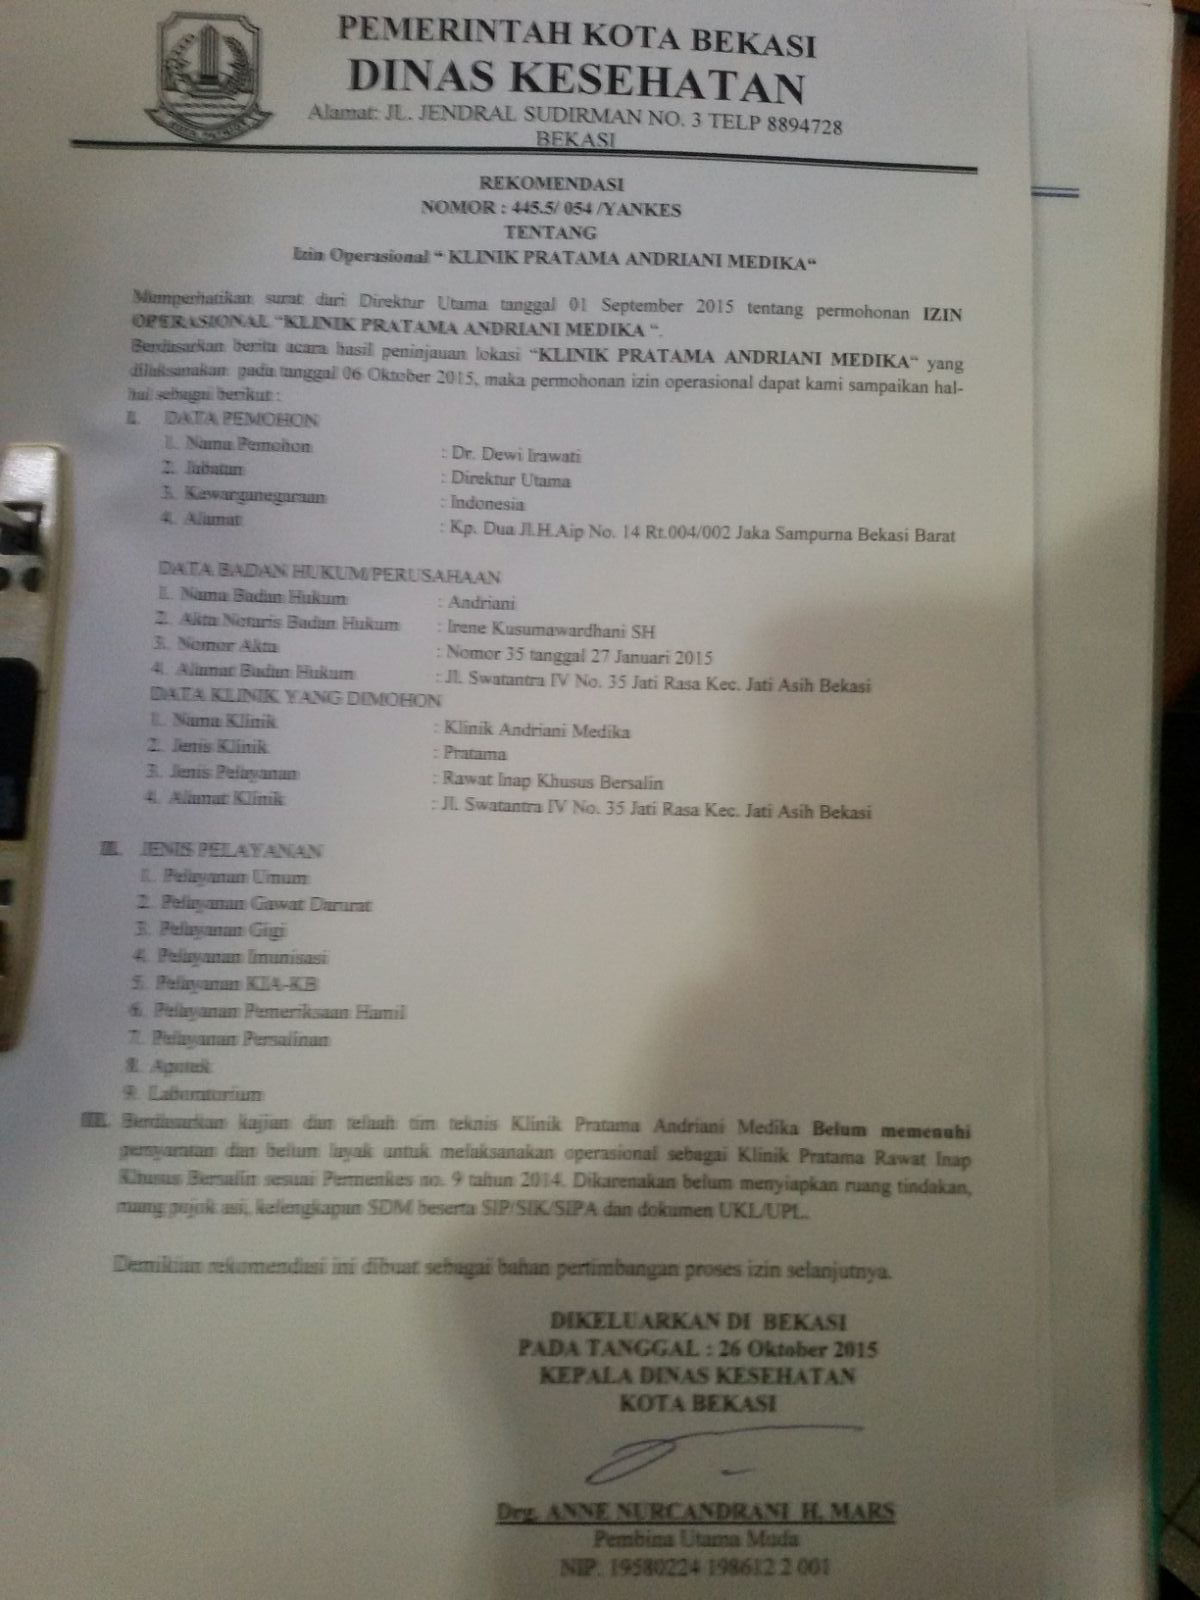 PEMERINTAH KOTA BEKASI
DINAS KESEHATAN
Alamat: JL. JENDRAL SUDIRMAN NO. 3 TELP 8894728
BEKASI
REKOMENDASI
NOMOR : 445.5/ 054 /YANKES
TENTANG
Izin Operasional “ KLINIK PRATAMA ANDRIANI MEDIKA“
Memperhatikan surat dari Direktur Utama tanggal 01 September 2015 tentang permohonan IZIN
OPERASIONAL “KLINIK PRATAMA ANDRIANI MEDIKA “.
Berdasarkan berita acara hasil peninjauan lokasi “KLINIK PRATAMA ANDRIANI MEDIKA“ yang
dilaksanakan pada tanggal 06 Oktober 2015, maka permohonan izin operasional dapat kami sampaikan hal-
hal sebagai berikut :
I. DATA PEMOHON
1. Nama Pemohon : Dr. Dewi Irawati
2. Jabatan : Direktur Utama
3. Kewarganegaraan : Indonesia
4. Alamat : Kp. Dua Jl.H.Aip No. 14 Rt.004/002 Jaka Sampurna Bekasi Barat
DATA BADAN HUKUM/PERUSAHAAN
1. Nama Badan Hukum : Andriani
2. Akta Notaris Badan Hukum : Irene Kusumawardhani SH
3. Nomor Akta : Nomor 35 tanggal 27 Januari 2015
4. Alamat Badan Hukum : Jl. Swatantra IV No. 35 Jati Rasa Kec. Jati Asih Bekasi
DATA KLINIK YANG DIMOHON
1. Nama Klinik : Klinik Andriani Medika
2. Jenis Klinik : Pratama
3. Jenis Pelayanan : Rawat Inap Khusus Bersalin
4. Alamat Klinik : Jl. Swatantra IV No. 35 Jati Rasa Kec. Jati Asih Bekasi
II. JENIS PELAYANAN
1. Pelayanan Umum
2. Pelayanan Gawat Darurat
3. Pelayanan Gigi
4. Pelayanan Imunisasi
5. Pelayanan KIA-KB
6. Pelayanan Pemeriksaan Hamil
7. Pelayanan Persalinan
8. Apotek
9. Laboratorium
III. Berdasarkan kajian dan telaah tim teknis Klinik Pratama Andriani Medika Belum memenuhi
persyaratan dan belum layak untuk melaksanakan operasional sebagai Klinik Pratama Rawat Inap
Khusus Bersalin sesuai Permenkes no. 9 tahun 2014. Dikarenakan belum menyiapkan ruang tindakan,
ruang pojok asi, kelengkapan SDM beserta SIP/SIK/SIPA dan dokumen UKL/UPL.
Demikian rekomendasi ini dibuat sebagai bahan pertimbangan proses izin selanjutnya.
DIKELUARKAN DI BEKASI
PADA TANGGAL : 26 Oktober 2015
KEPALA DINAS KESEHATAN
KOTA BEKASI
Drg. ANNE NURCANDRANI H, MARS
Pembina Utama Muda
NIP. 19580224 198612 2 001